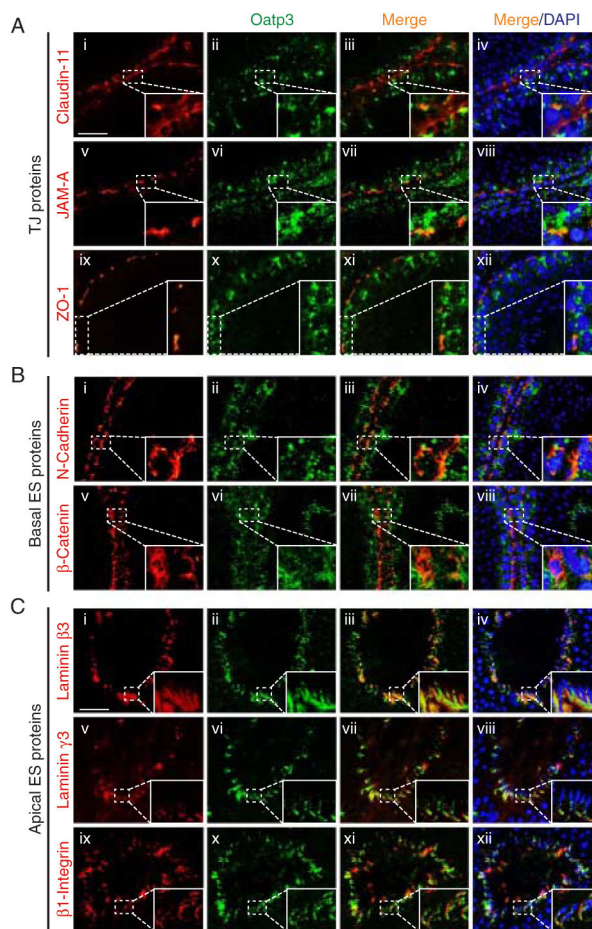 Oatp3 Merge Merge/DAPI
A
TJ proteins
Claudin-11
i ii iii iv
JAM-A
v vi vii viii
ZO-1
ix x xi xii
B
Basal ES proteins
N-Cadherin
i ii iii iv
β-Catenin
v vi vii viii
C
Apical ES proteins
Laminin β3
i ii iii iv
Laminin γ3
v vi vii viii
β1-Integrin
ix x xi xii